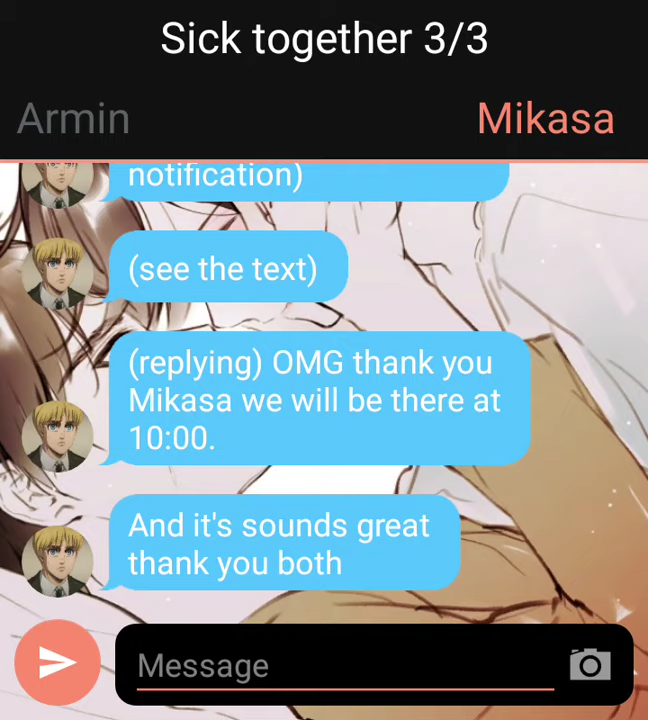 Sick together 3/3
Armin
Mikasa
notification)
(see the text)
(replying) OMG thank you
Mikasa we will be there at
10:00.
And it's sounds great
thank you both
Message